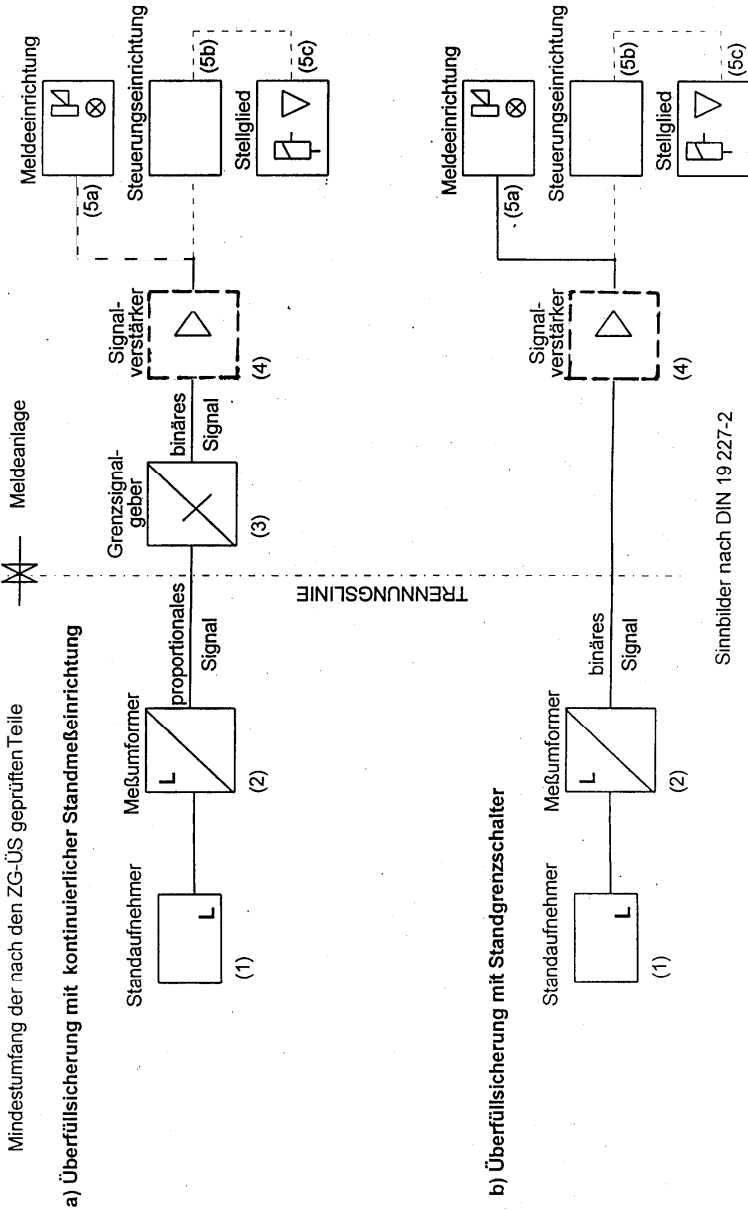 Mindestumfang der nach den ZG-ÜS geprüften Teile
Meldeanlage
a) Überfüllsicherung mit kontinuierlicher Standmeßeinrichtung
Standaufnehmer
L
(1)
Meßumformer
L
(2)
proportionales
Signal
Grenzsignal-
geber
(3)
binäres
Signal
Signal-
verstärker
(4)
Meldeeinrichtung
(5a)
Steuerungseinrichtung
(5b)
Stellglied
(5c)
TRENNUNGSLINIE
b) Überfüllsicherung mit Standgrenzschalter
Standaufnehmer
L
(1)
Meßumformer
L
(2)
binäres
Signal
Signal-
verstärker
(4)
Meldeeinrichtung
(5a)
Steuerungseinrichtung
(5b)
Stellglied
(5c)
Sinnbilder nach DIN 19 227-2